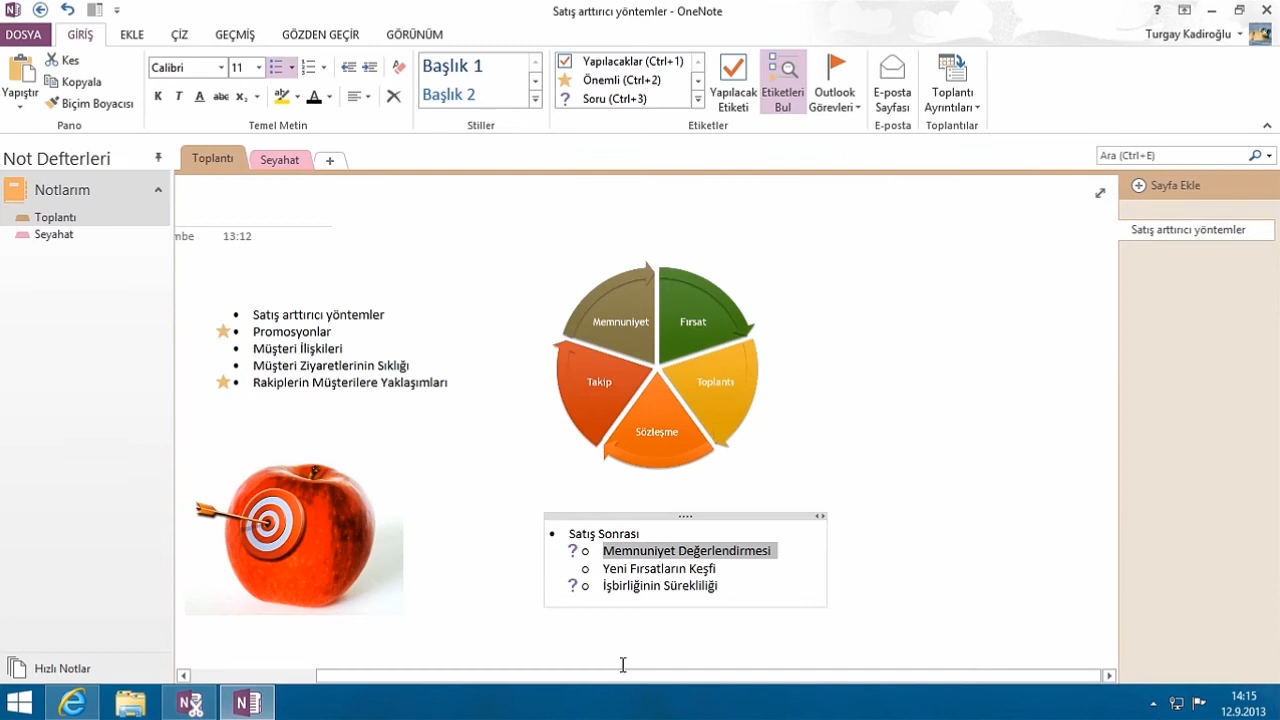 Satış arttırıcı yöntemler - OneNote
DOSYA GİRİŞ EKLE ÇİZ GEÇMİŞ GÖZDEN GEÇİR GÖRÜNÜM
Turgay Kadiroğlu
Yapıştır
Kes
Kopyala
Biçim Boyacısı
Pano
Calibri 11
K T A abc x₂
Temel Metin
Başlık 1
Başlık 2
Stiller
Yapılacaklar (Ctrl+1)
Önemli (Ctrl+2)
Soru (Ctrl+3)
Yapılacak
Etiketi
Etiketleri
Bul
Outlook
Görevleri
Etiketler
E-posta
Sayfası
E-posta
Toplantı
Ayrıntıları
Toplantılar
Not Defterleri
Notlarım
Toplantı
Seyahat
Hızlı Notlar
Toplantı Seyahat
Ara (Ctrl+E)
Sayfa Ekle
Satış arttırıcı yöntemler
mbe 13:12
• Satış arttırıcı yöntemler
• Promosyonlar
• Müşteri İlişkileri
• Müşteri Ziyaretlerinin Sıklığı
• Rakiplerin Müşterilere Yaklaşımları
Memnuniyet
Fırsat
Takip
Toplantı
Sözleşme
• Satış Sonrası
? o Memnuniyet Değerlendirmesi
o Yeni Fırsatların Keşfi
? o İşbirliğinin Sürekliliği
14:15
12.9.2013